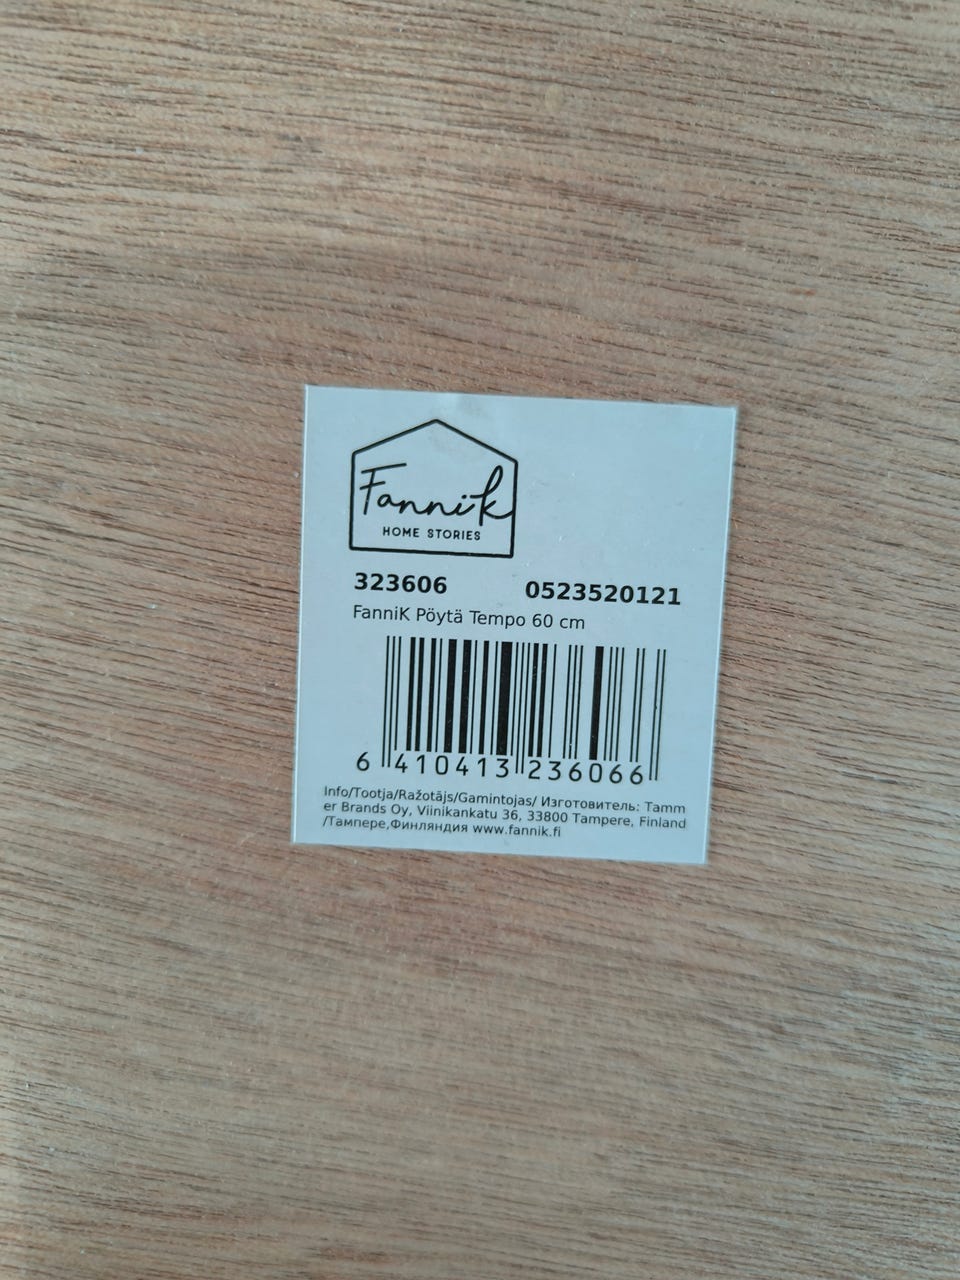 FanniK
HOME STORIES
323606 0523520121
FanniK Pöytä Tempo 60 cm
6 410413 236066
Info/Tootja/Ražotājs/Gamintojas/ Изготовитель: Tamm
er Brands Oy, Viinikankatu 36, 33800 Tampere, Finland
/Тампере,Финляндия www.fannik.fi